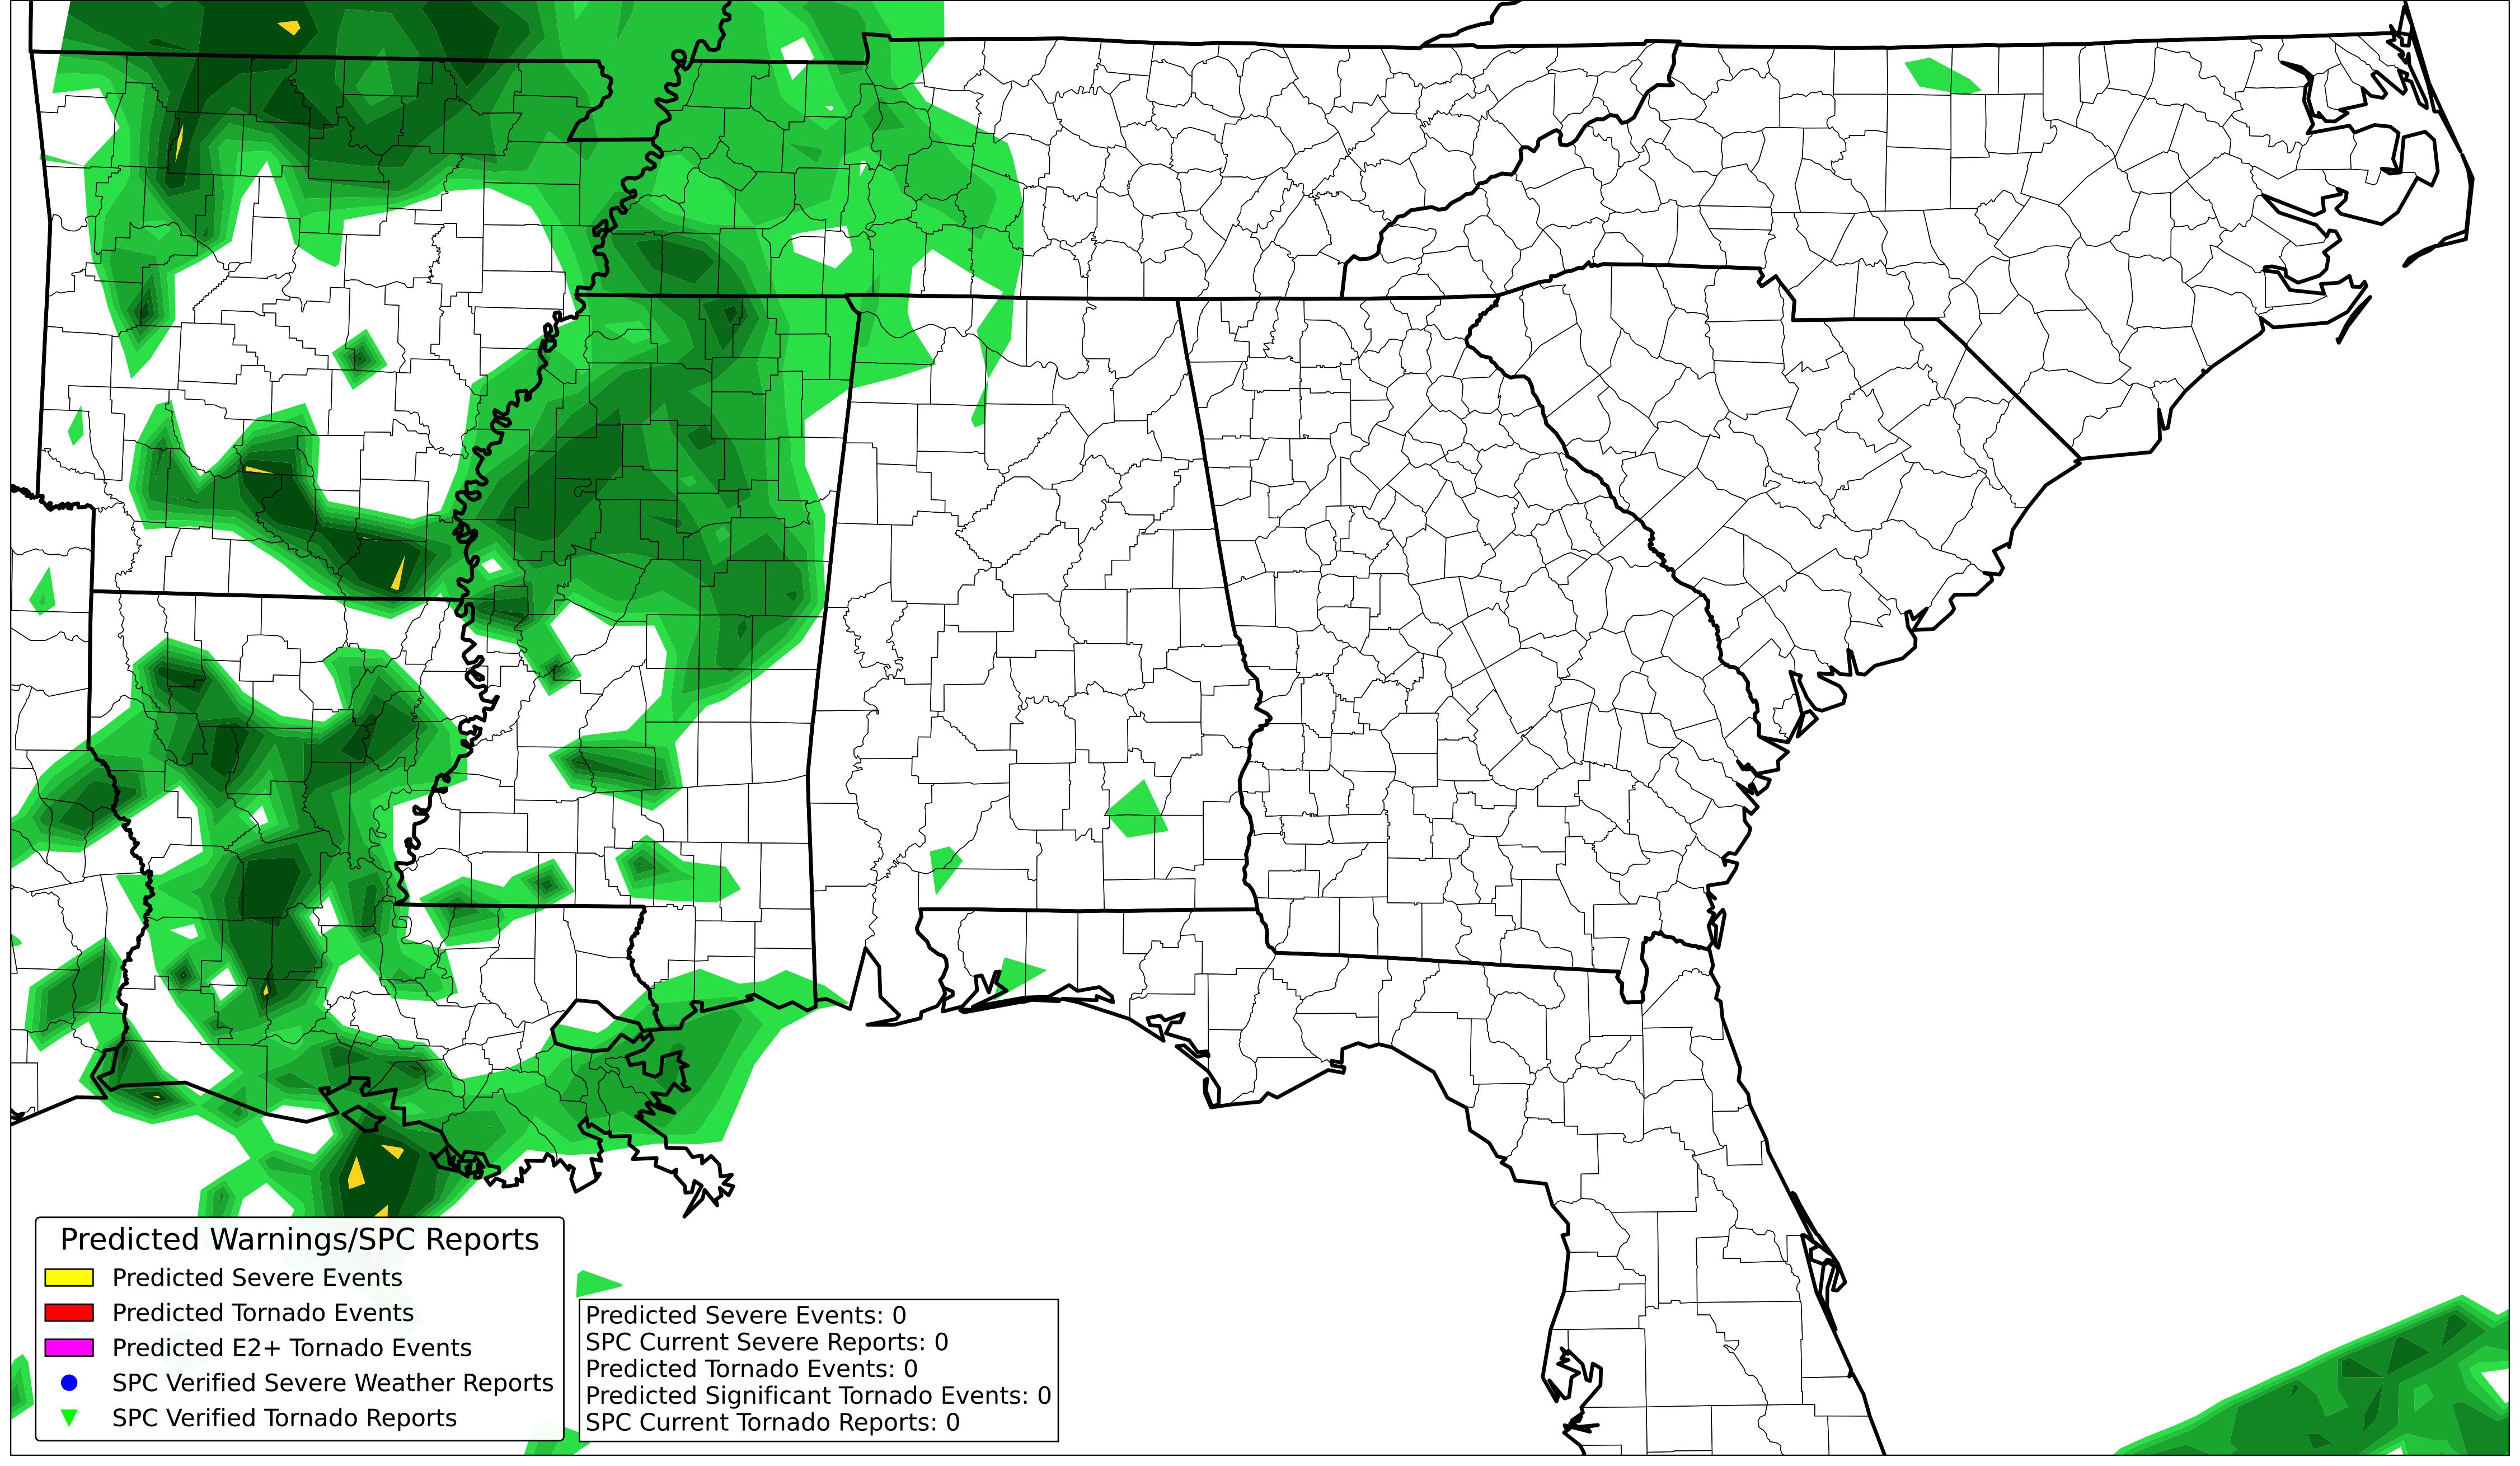 Predicted Warnings/SPC Reports
Predicted Severe Events
Predicted Tornado Events
Predicted E2+ Tornado Events
SPC Verified Severe Weather Reports
SPC Verified Tornado Reports
Predicted Severe Events: 0
SPC Current Severe Reports: 0
Predicted Tornado Events: 0
Predicted Significant Tornado Events: 0
SPC Current Tornado Reports: 0